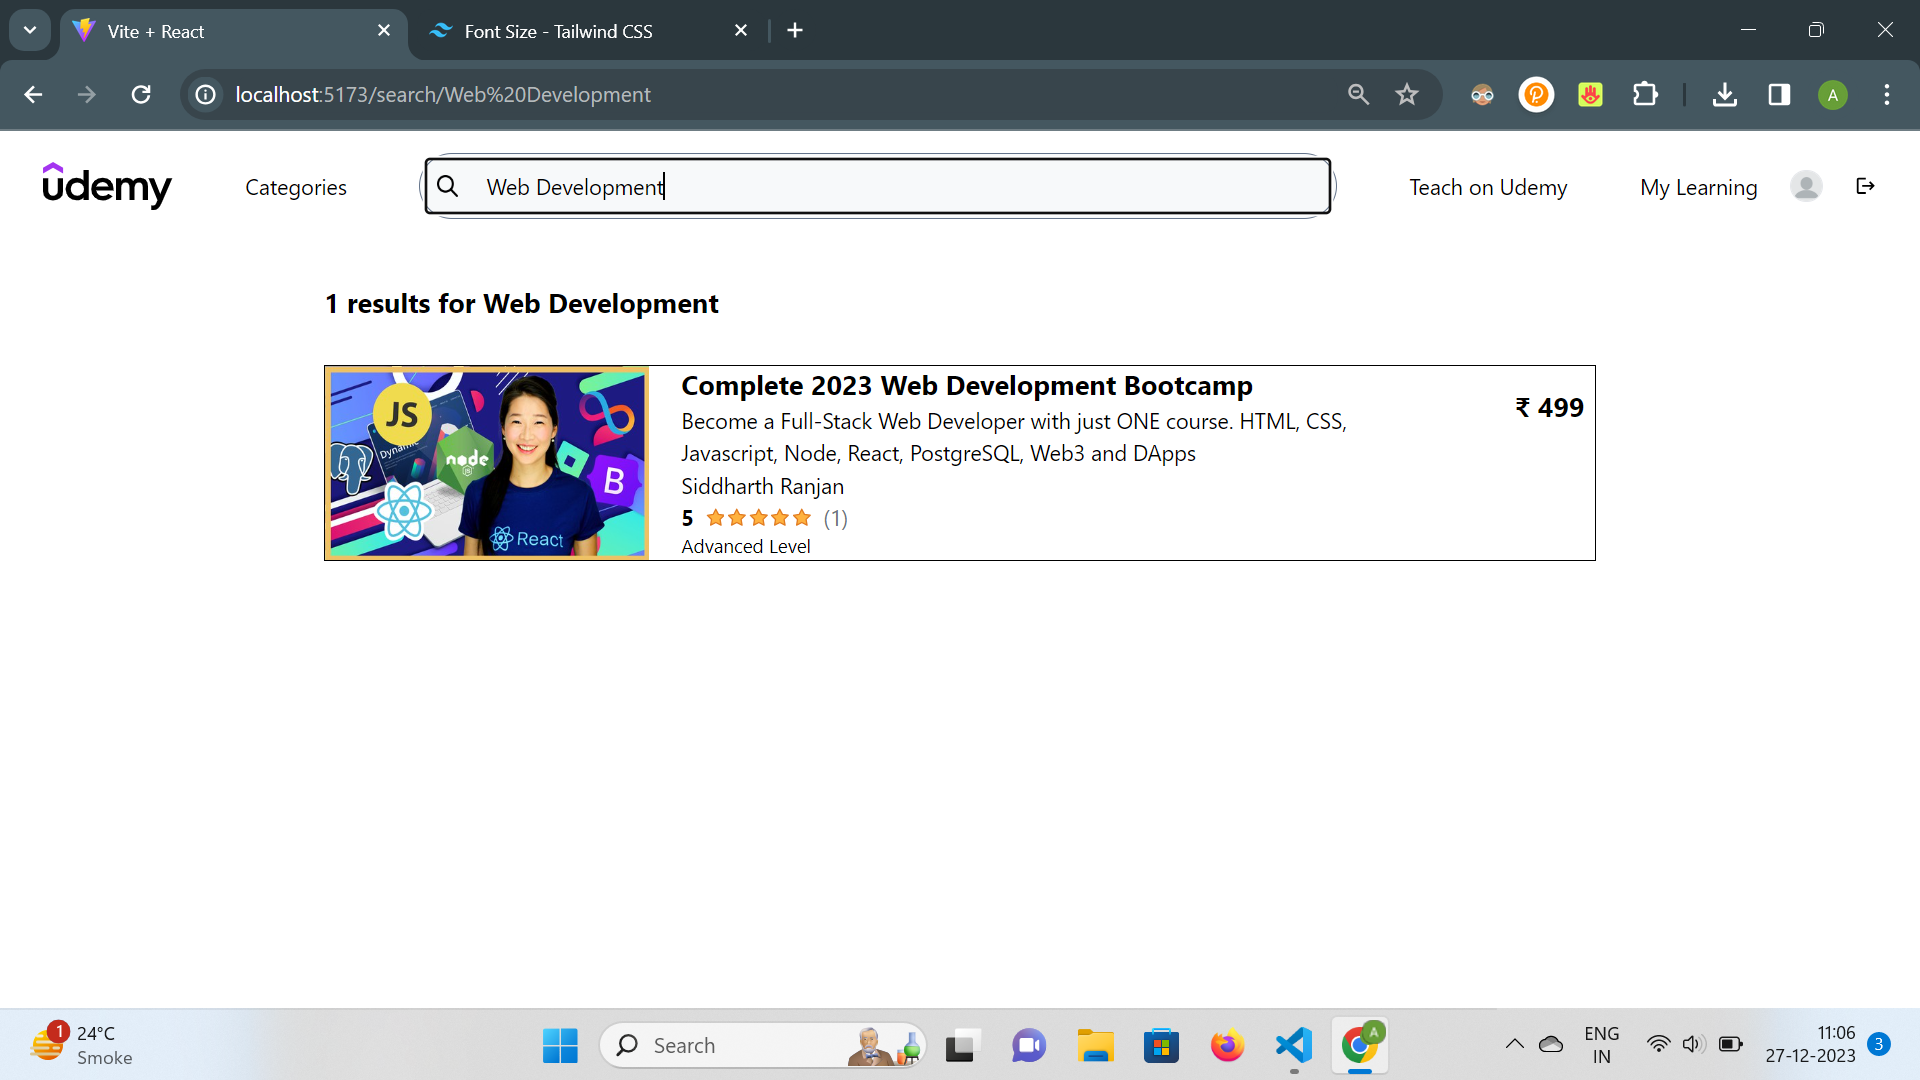 Vite + React
Font Size - Tailwind CSS
localhost:5173/search/Web%20Development
A
udemy
Categories
Web Development
Teach on Udemy
My Learning
1 results for Web Development
JS
Dynamic
node
JS
B
React
Complete 2023 Web Development Bootcamp
₹ 499
Become a Full-Stack Web Developer with just ONE course. HTML, CSS,
Javascript, Node, React, PostgreSQL, Web3 and DApps
Siddharth Ranjan
5 (1)
Advanced Level
1
24°C
Smoke
Search
A
ENG
IN
11:06
27-12-2023
3